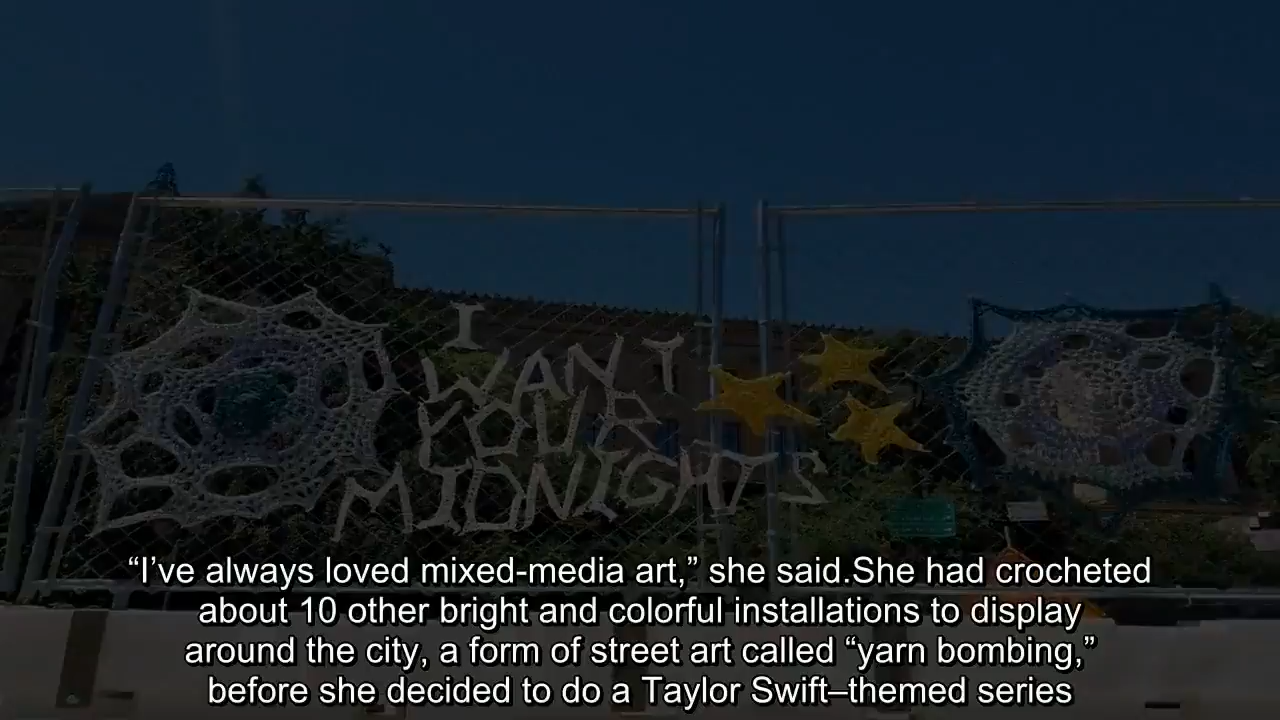 I
WANT
YOUR
MIDNIGHTS
“I’ve always loved mixed-media art,” she said.She had crocheted
about 10 other bright and colorful installations to display
around the city, a form of street art called “yarn bombing,”
before she decided to do a Taylor Swift–themed series